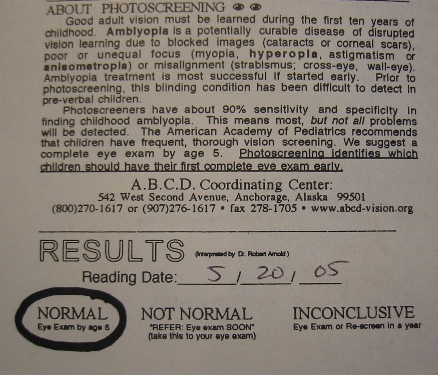 ABOUT PHOTOSCREENING
Good adult vision must be learned during the first ten years of
childhood. Amblyopia is a potentially curable disease of disrupted
vision learning due to blocked images (cataracts or corneal scars),
poor or unequal focus (myopia, hyperopia, astigmatism or
anisometropia) or misalignment (strabismus; cross-eye, wall-eye).
Amblyopia treatment is most successful if started early. Prior to
photoscreening, this blinding condition has been difficult to detect in
pre-verbal children.
Photoscreeners have about 90% sensitivity and specificity in
finding childhood amblyopia. This means most, but not all problems
will be detected. The American Academy of Pediatrics recommends
that children have frequent, thorough vision screening. We suggest a
complete eye exam by age 5. Photoscreening identifies which
children should have their first complete eye exam early.
A.B.C.D. Coordinating Center:
542 West Second Avenue, Anchorage, Alaska 99501
(800)270-1617 or (907)276-1617 • fax 278-1705 • www.abcd-vision.org
RESULTS (Interpreted by Dr. Robert Arnold)
Reading Date: 5 / 20 / 05
NORMAL NOT NORMAL INCONCLUSIVE
Eye Exam by age 5 "REFER: Eye exam SOON" Eye Exam or Re-screen in a year
(take this to your eye exam)